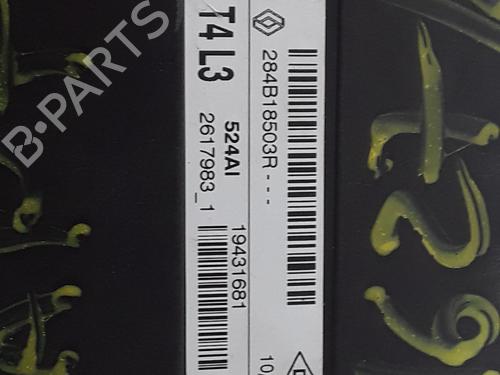 284B18503R - - -
T4 L3
524AI
19431681
2617983_1
10
B-PARTS